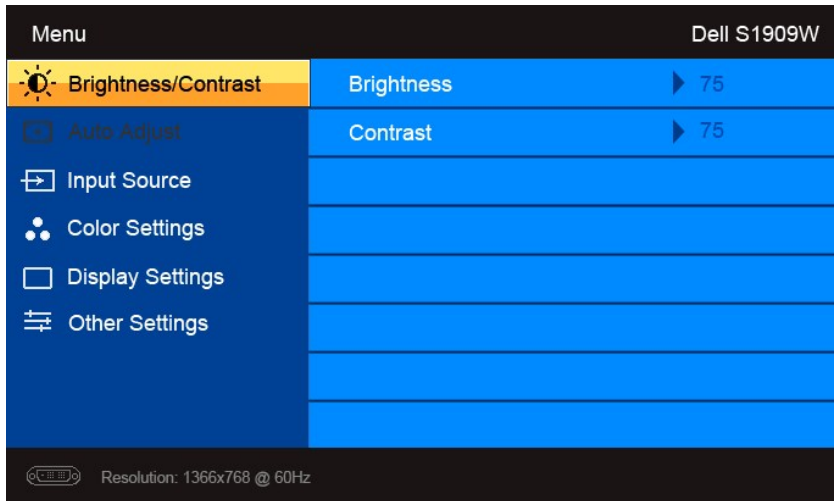 Menu Dell S1909W
Brightness/Contrast Brightness 75
Auto Adjust Contrast 75
Input Source
Color Settings
Display Settings
Other Settings
Resolution: 1366x768 @ 60Hz